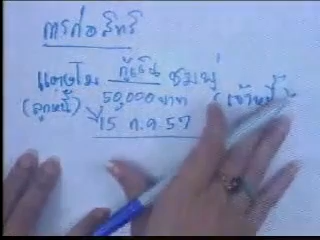 การก่อสิทธิ
แตงโม กู้เงิน ชมพู่
(ลูกหนี้) 50,000 บาท (เจ้าหนี้)
15 ก.ค 57